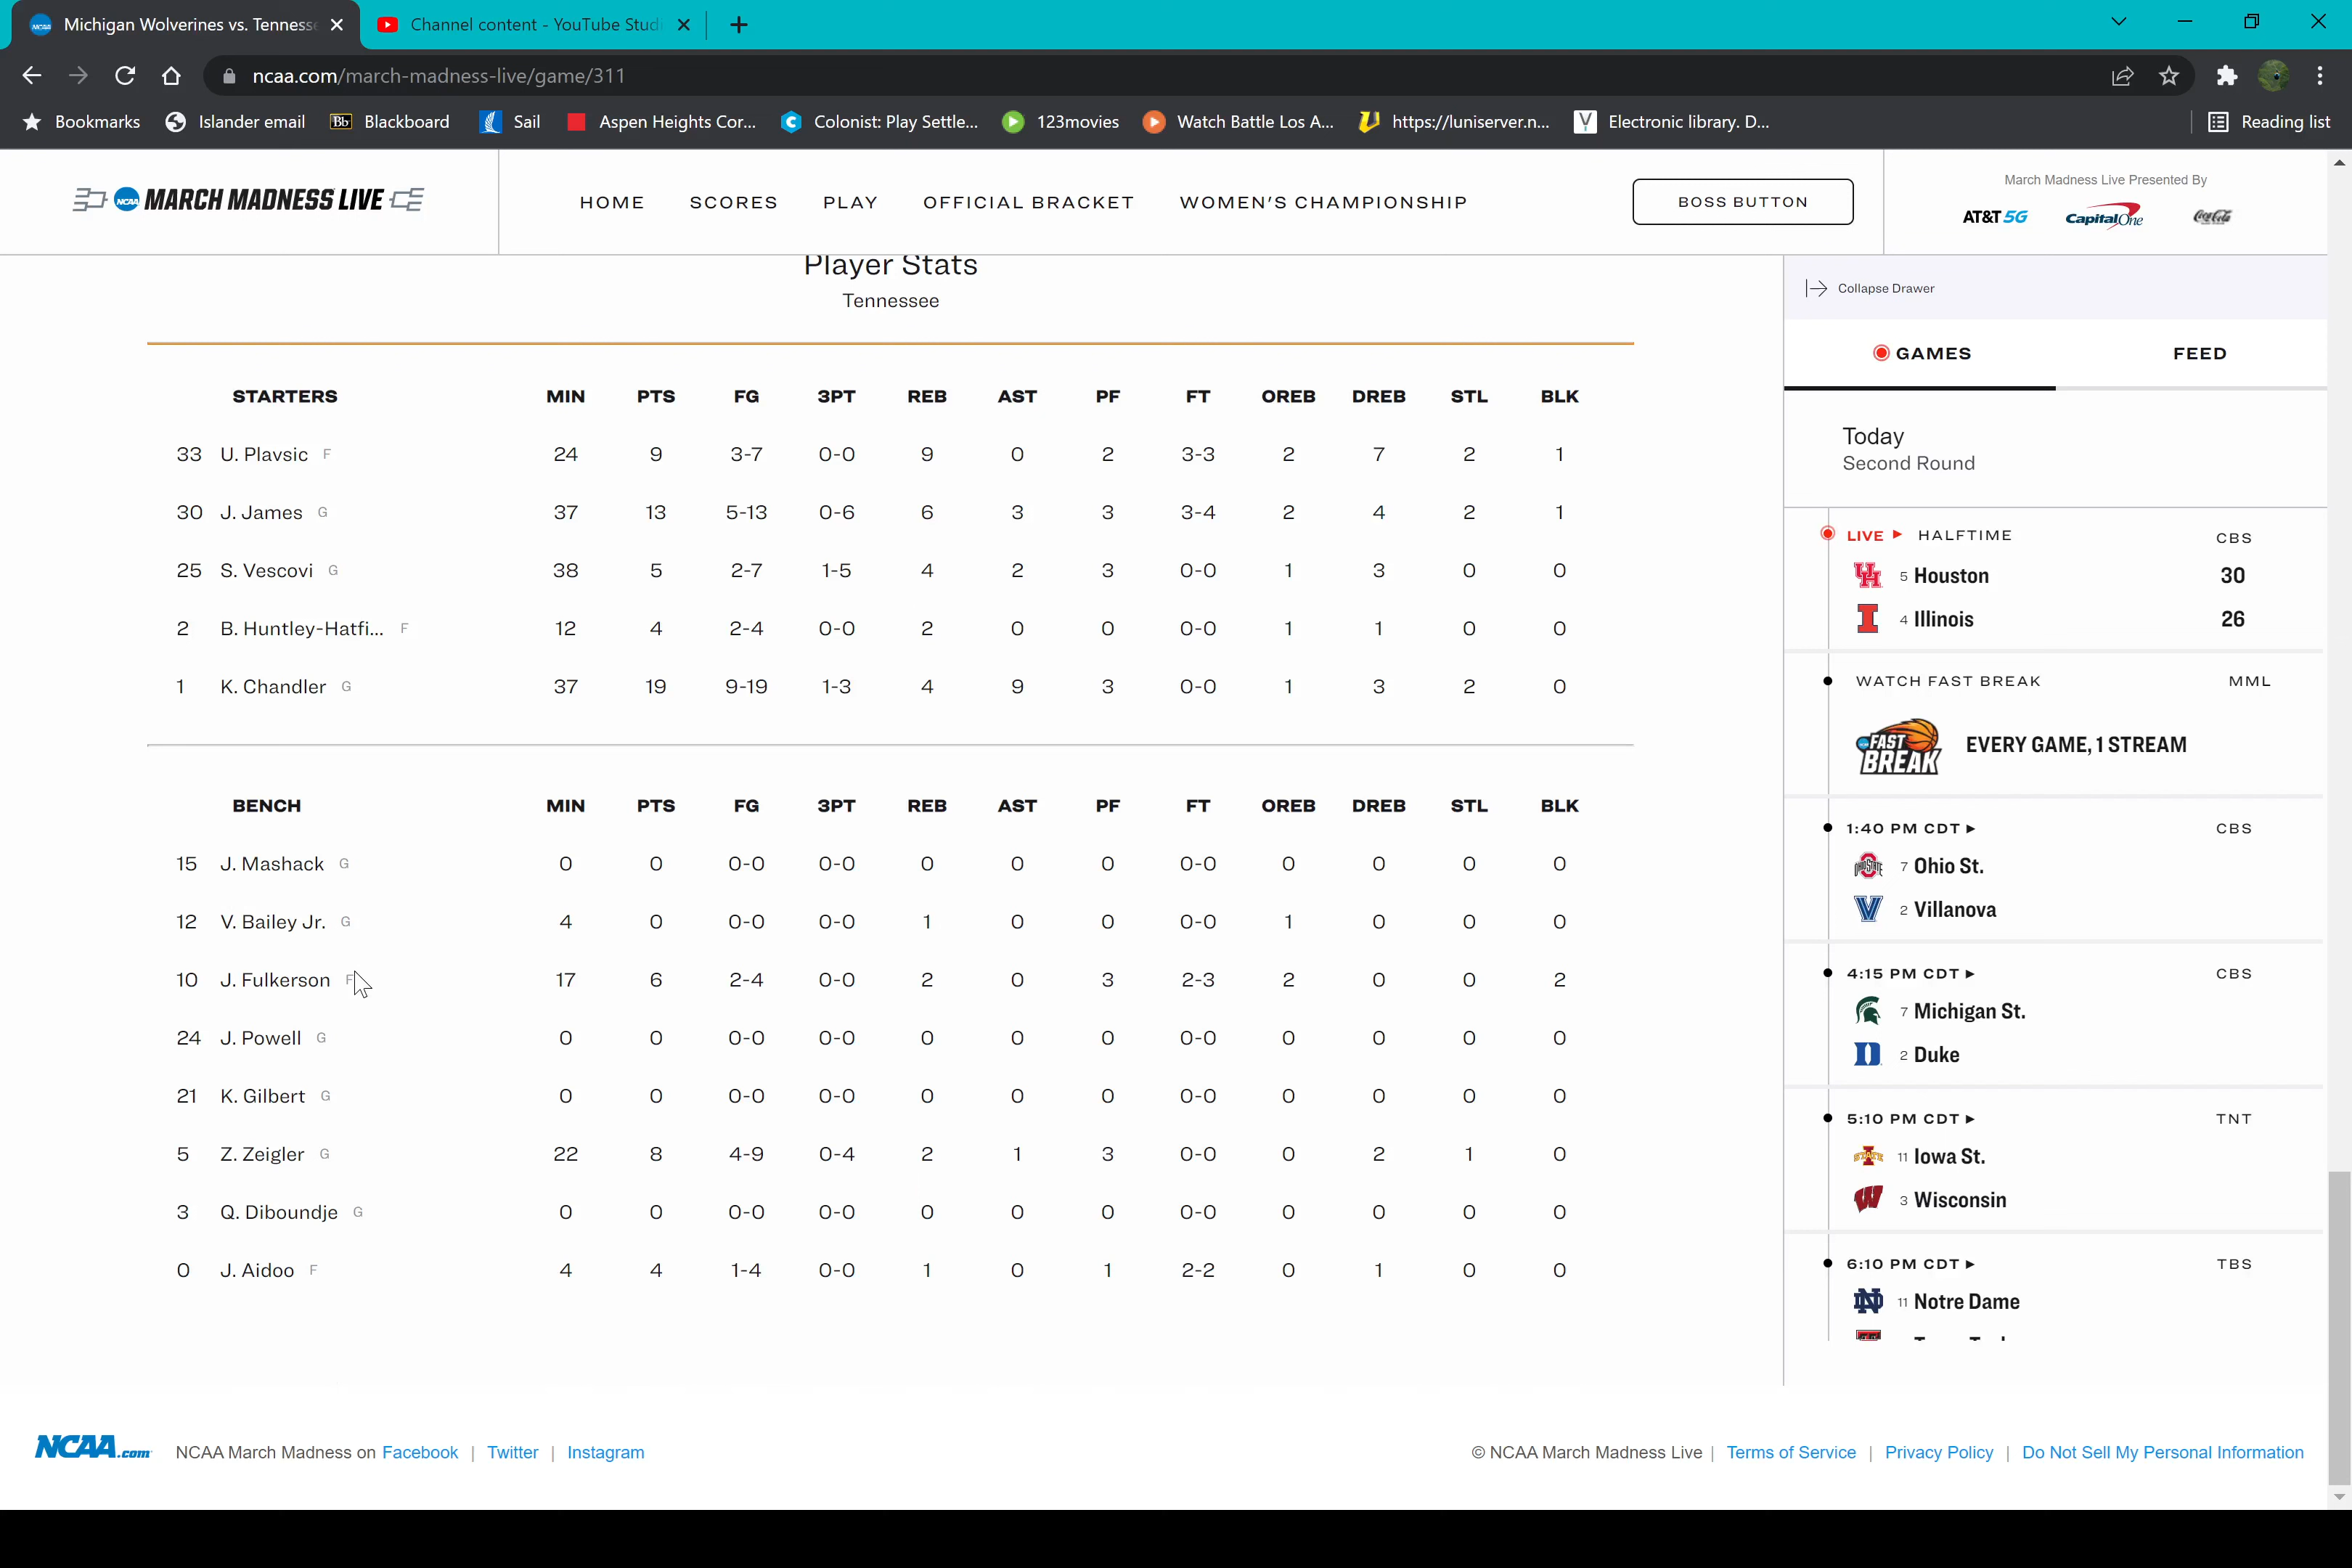 Michigan Wolverines vs. Tenness
Channel content - YouTube Studi
ncaa.com/march-madness-live/game/311
Bookmarks
Islander email
Bb Blackboard
Sail
Aspen Heights Cor...
Colonist: Play Settle...
123movies
Watch Battle Los A...
https://luniserver.n...
Electronic library. D...
Reading list
NCAA MARCH MADNESS LIVE
HOME SCORES PLAY OFFICIAL BRACKET WOMEN'S CHAMPIONSHIP
BOSS BUTTON
March Madness Live Presented By
AT&T 5G Capital One Coca-Cola
Player Stats
Tennessee
STARTERS MIN PTS FG 3PT REB AST PF FT OREB DREB STL BLK
33 U. Plavsic F 24 9 3-7 0-0 9 0 2 3-3 2 7 2 1
30 J. James G 37 13 5-13 0-6 6 3 3 3-4 2 4 2 1
25 S. Vescovi G 38 5 2-7 1-5 4 2 3 0-0 1 3 0 0
2 B. Huntley-Hatfi... F 12 4 2-4 0-0 2 0 0 0-0 1 1 0 0
1 K. Chandler G 37 19 9-19 1-3 4 9 3 0-0 1 3 2 0
BENCH MIN PTS FG 3PT REB AST PF FT OREB DREB STL BLK
15 J. Mashack G 0 0 0-0 0-0 0 0 0 0-0 0 0 0 0
12 V. Bailey Jr. G 4 0 0-0 0-0 1 0 0 0-0 1 0 0 0
10 J. Fulkerson F 17 6 2-4 0-0 2 0 3 2-3 2 0 0 2
24 J. Powell G 0 0 0-0 0-0 0 0 0 0-0 0 0 0 0
21 K. Gilbert G 0 0 0-0 0-0 0 0 0 0-0 0 0 0 0
5 Z. Zeigler G 22 8 4-9 0-4 2 1 3 0-0 0 2 1 0
3 Q. Diboundje G 0 0 0-0 0-0 0 0 0 0-0 0 0 0 0
0 J. Aidoo F 4 4 1-4 0-0 1 0 1 2-2 0 1 0 0
Collapse Drawer
GAMES FEED
Today
Second Round
LIVE HALFTIME CBS
5 Houston 30
4 Illinois 26
WATCH FAST BREAK MML
FAST BREAK EVERY GAME, 1 STREAM
1:40 PM CDT CBS
7 Ohio St.
2 Villanova
4:15 PM CDT CBS
7 Michigan St.
2 Duke
5:10 PM CDT TNT
11 Iowa St.
3 Wisconsin
6:10 PM CDT TBS
11 Notre Dame
NCAA.com NCAA March Madness on Facebook | Twitter | Instagram
© NCAA March Madness Live | Terms of Service | Privacy Policy | Do Not Sell My Personal Information